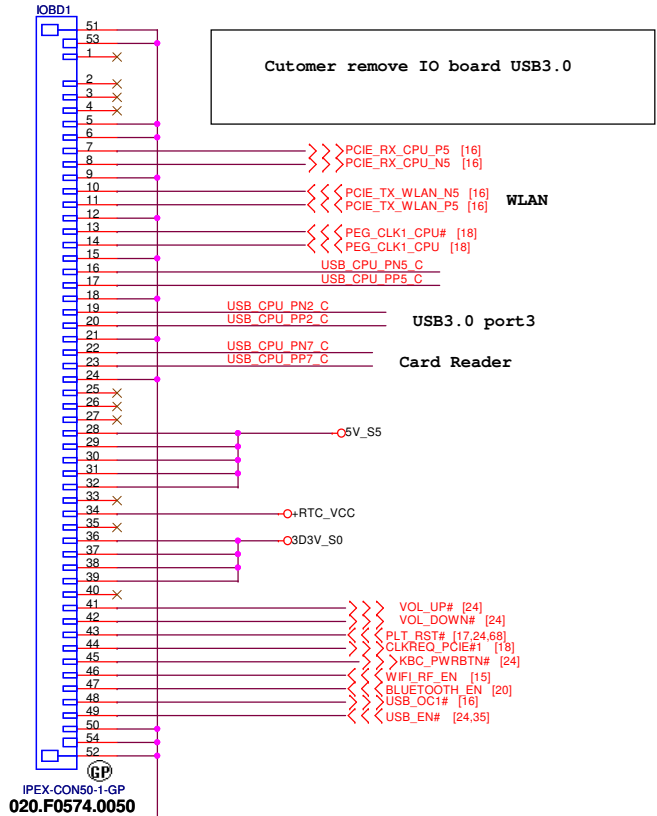 IOBD1
51
53
1
Cutomer remove IO board USB3.0
2
3
4
5
6
7 PCIE_RX_CPU_P5 [16]
8 PCIE_RX_CPU_N5 [16]
9
10 PCIE_TX_WLAN_N5 [16]
WLAN
11 PCIE_TX_WLAN_P5 [16]
12
13 PEG_CLK1_CPU# [18]
14 PEG_CLK1_CPU [18]
15
16 USB_CPU_PN5_C
17 USB_CPU_PP5_C
18
19 USB_CPU_PN2_C
20 USB_CPU_PP2_C
USB3.0 port3
21
22 USB_CPU_PN7_C
23 USB_CPU_PP7_C
Card Reader
24
25
26
27
28 5V_S5
29
30
31
32
33
34 +RTC_VCC
35
36 3D3V_S0
37
38
39
40
41 VOL_UP# [24]
42 VOL_DOWN# [24]
43 PLT_RST# [17,24,68]
44 CLKREQ_PCIE#1 [18]
45 KBC_PWRBTN# [24]
46 WIFI_RF_EN [15]
47 BLUETOOTH_EN [20]
48 USB_OC1# [16]
49 USB_EN# [24,35]
50
54
52
GP
IPEX-CON50-1-GP
020.F0574.0050